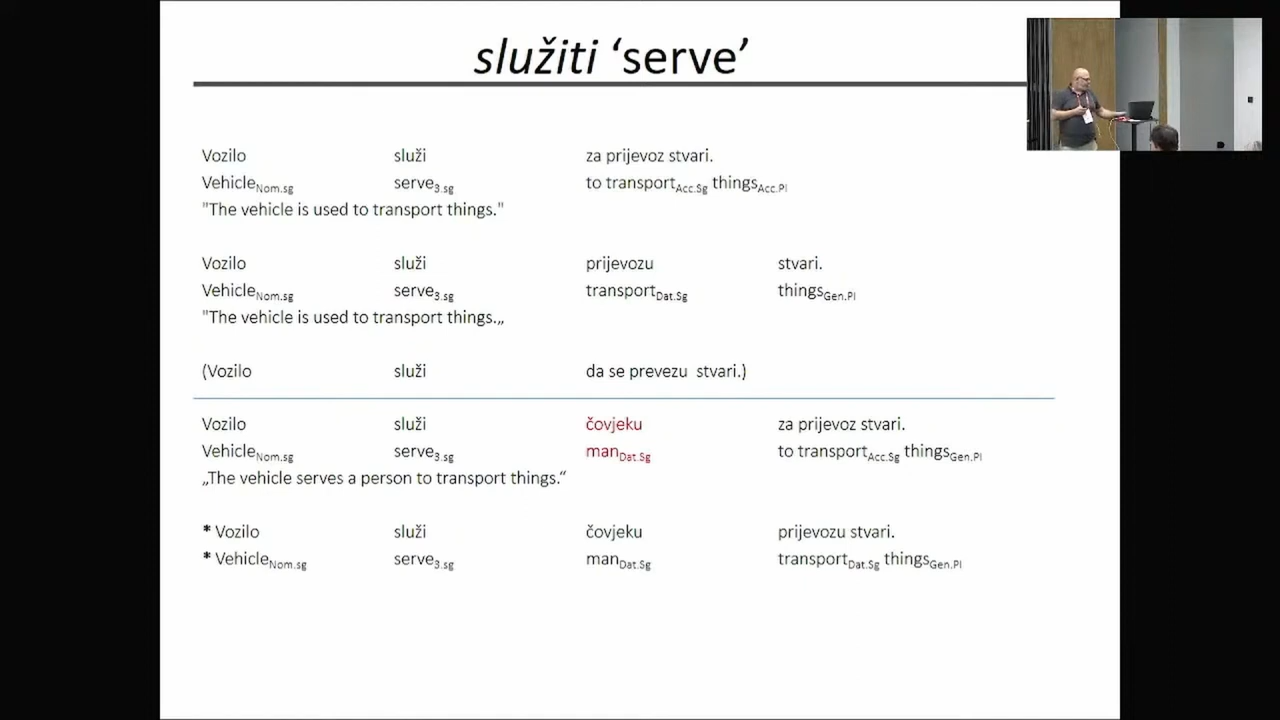 služiti ‘serve’
Vozilo služi za prijevoz stvari.
VehicleNom.sg serve3.sg to transportAcc.Sg thingsAcc.Pl
"The vehicle is used to transport things."
Vozilo služi prijevozu stvari.
VehicleNom.sg serve3.sg transportDat.Sg thingsGen.Pl
"The vehicle is used to transport things.„
(Vozilo služi da se prevezu stvari.)
Vozilo služi čovjeku za prijevoz stvari.
VehicleNom.sg serve3.sg manDat.Sg to transportAcc.Sg thingsGen.Pl
„The vehicle serves a person to transport things.“
* Vozilo služi čovjeku prijevozu stvari.
* VehicleNom.sg serve3.sg manDat.Sg transportDat.Sg thingsGen.Pl